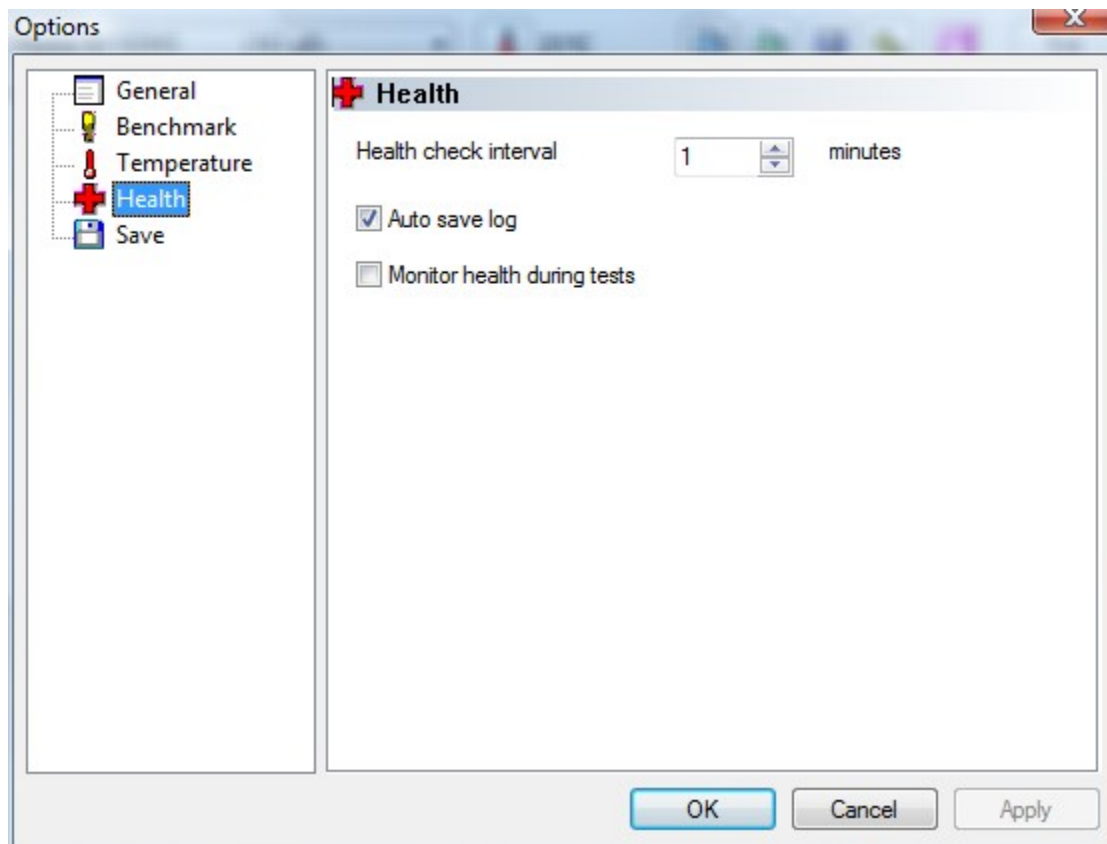 Options
General
Benchmark
Temperature
Health
Save
Health
Health check interval 1 minutes
Auto save log
Monitor health during tests
OK Cancel Apply